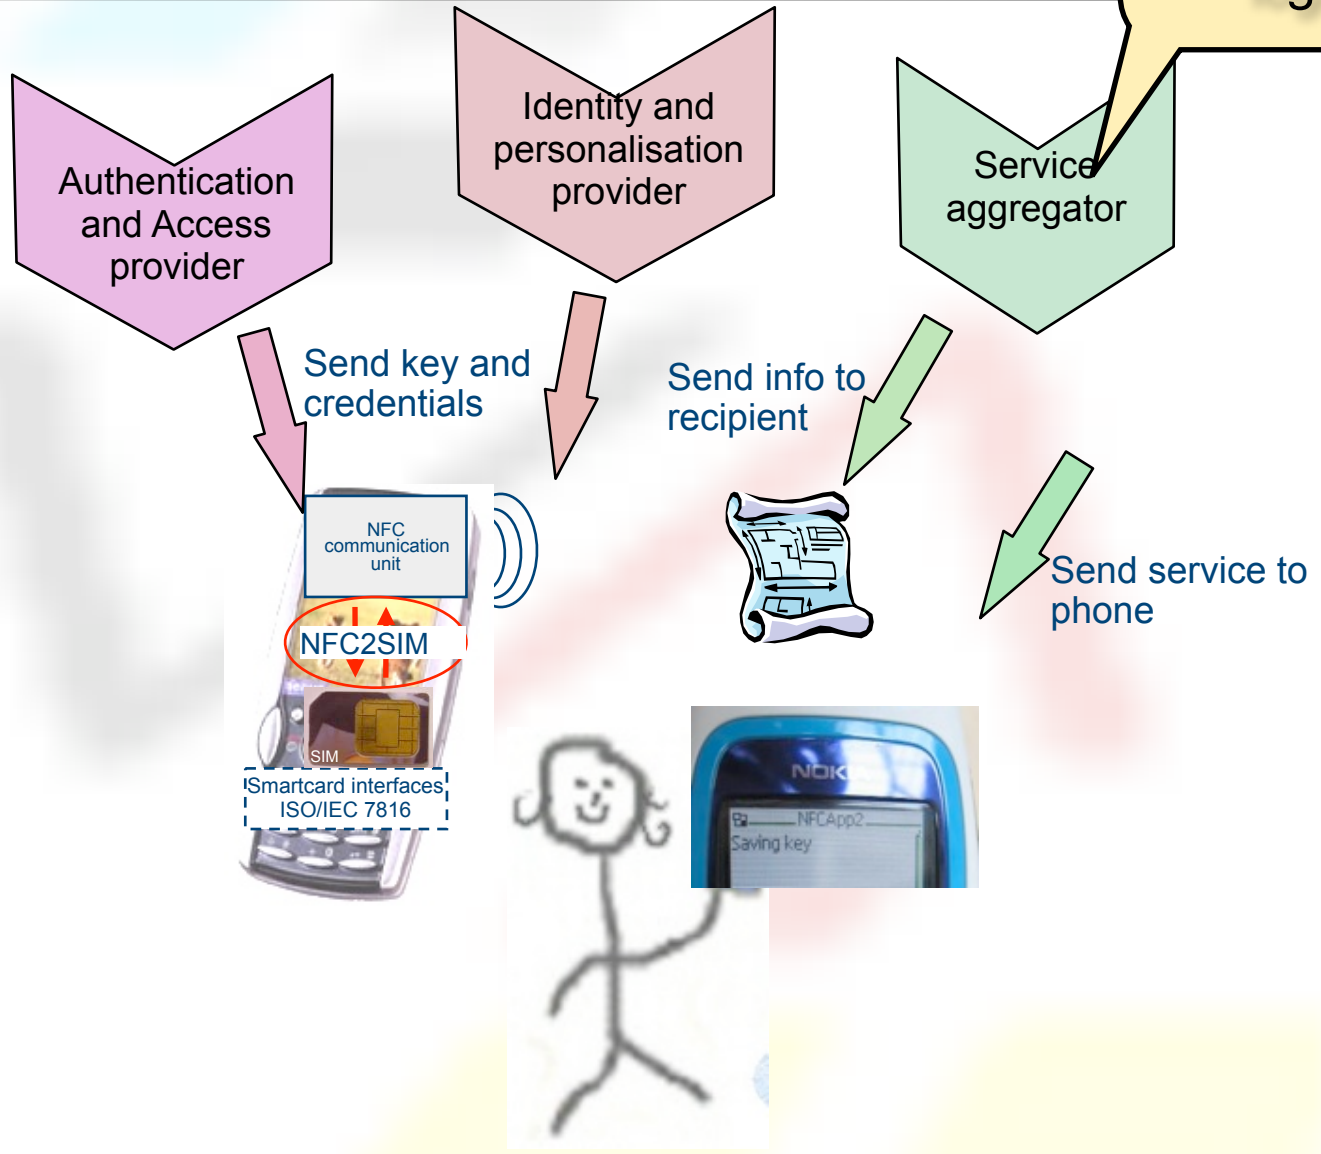 Identity and
personalisation
provider
Authentication
and Access
provider
Service
aggregator
Send key and
credentials
Send info to
recipient
NFC
communication
unit
NFC2SIM
SIM
Smartcard interfaces
ISO/IEC 7816
Send service to
phone
NFCApp2
Saving key